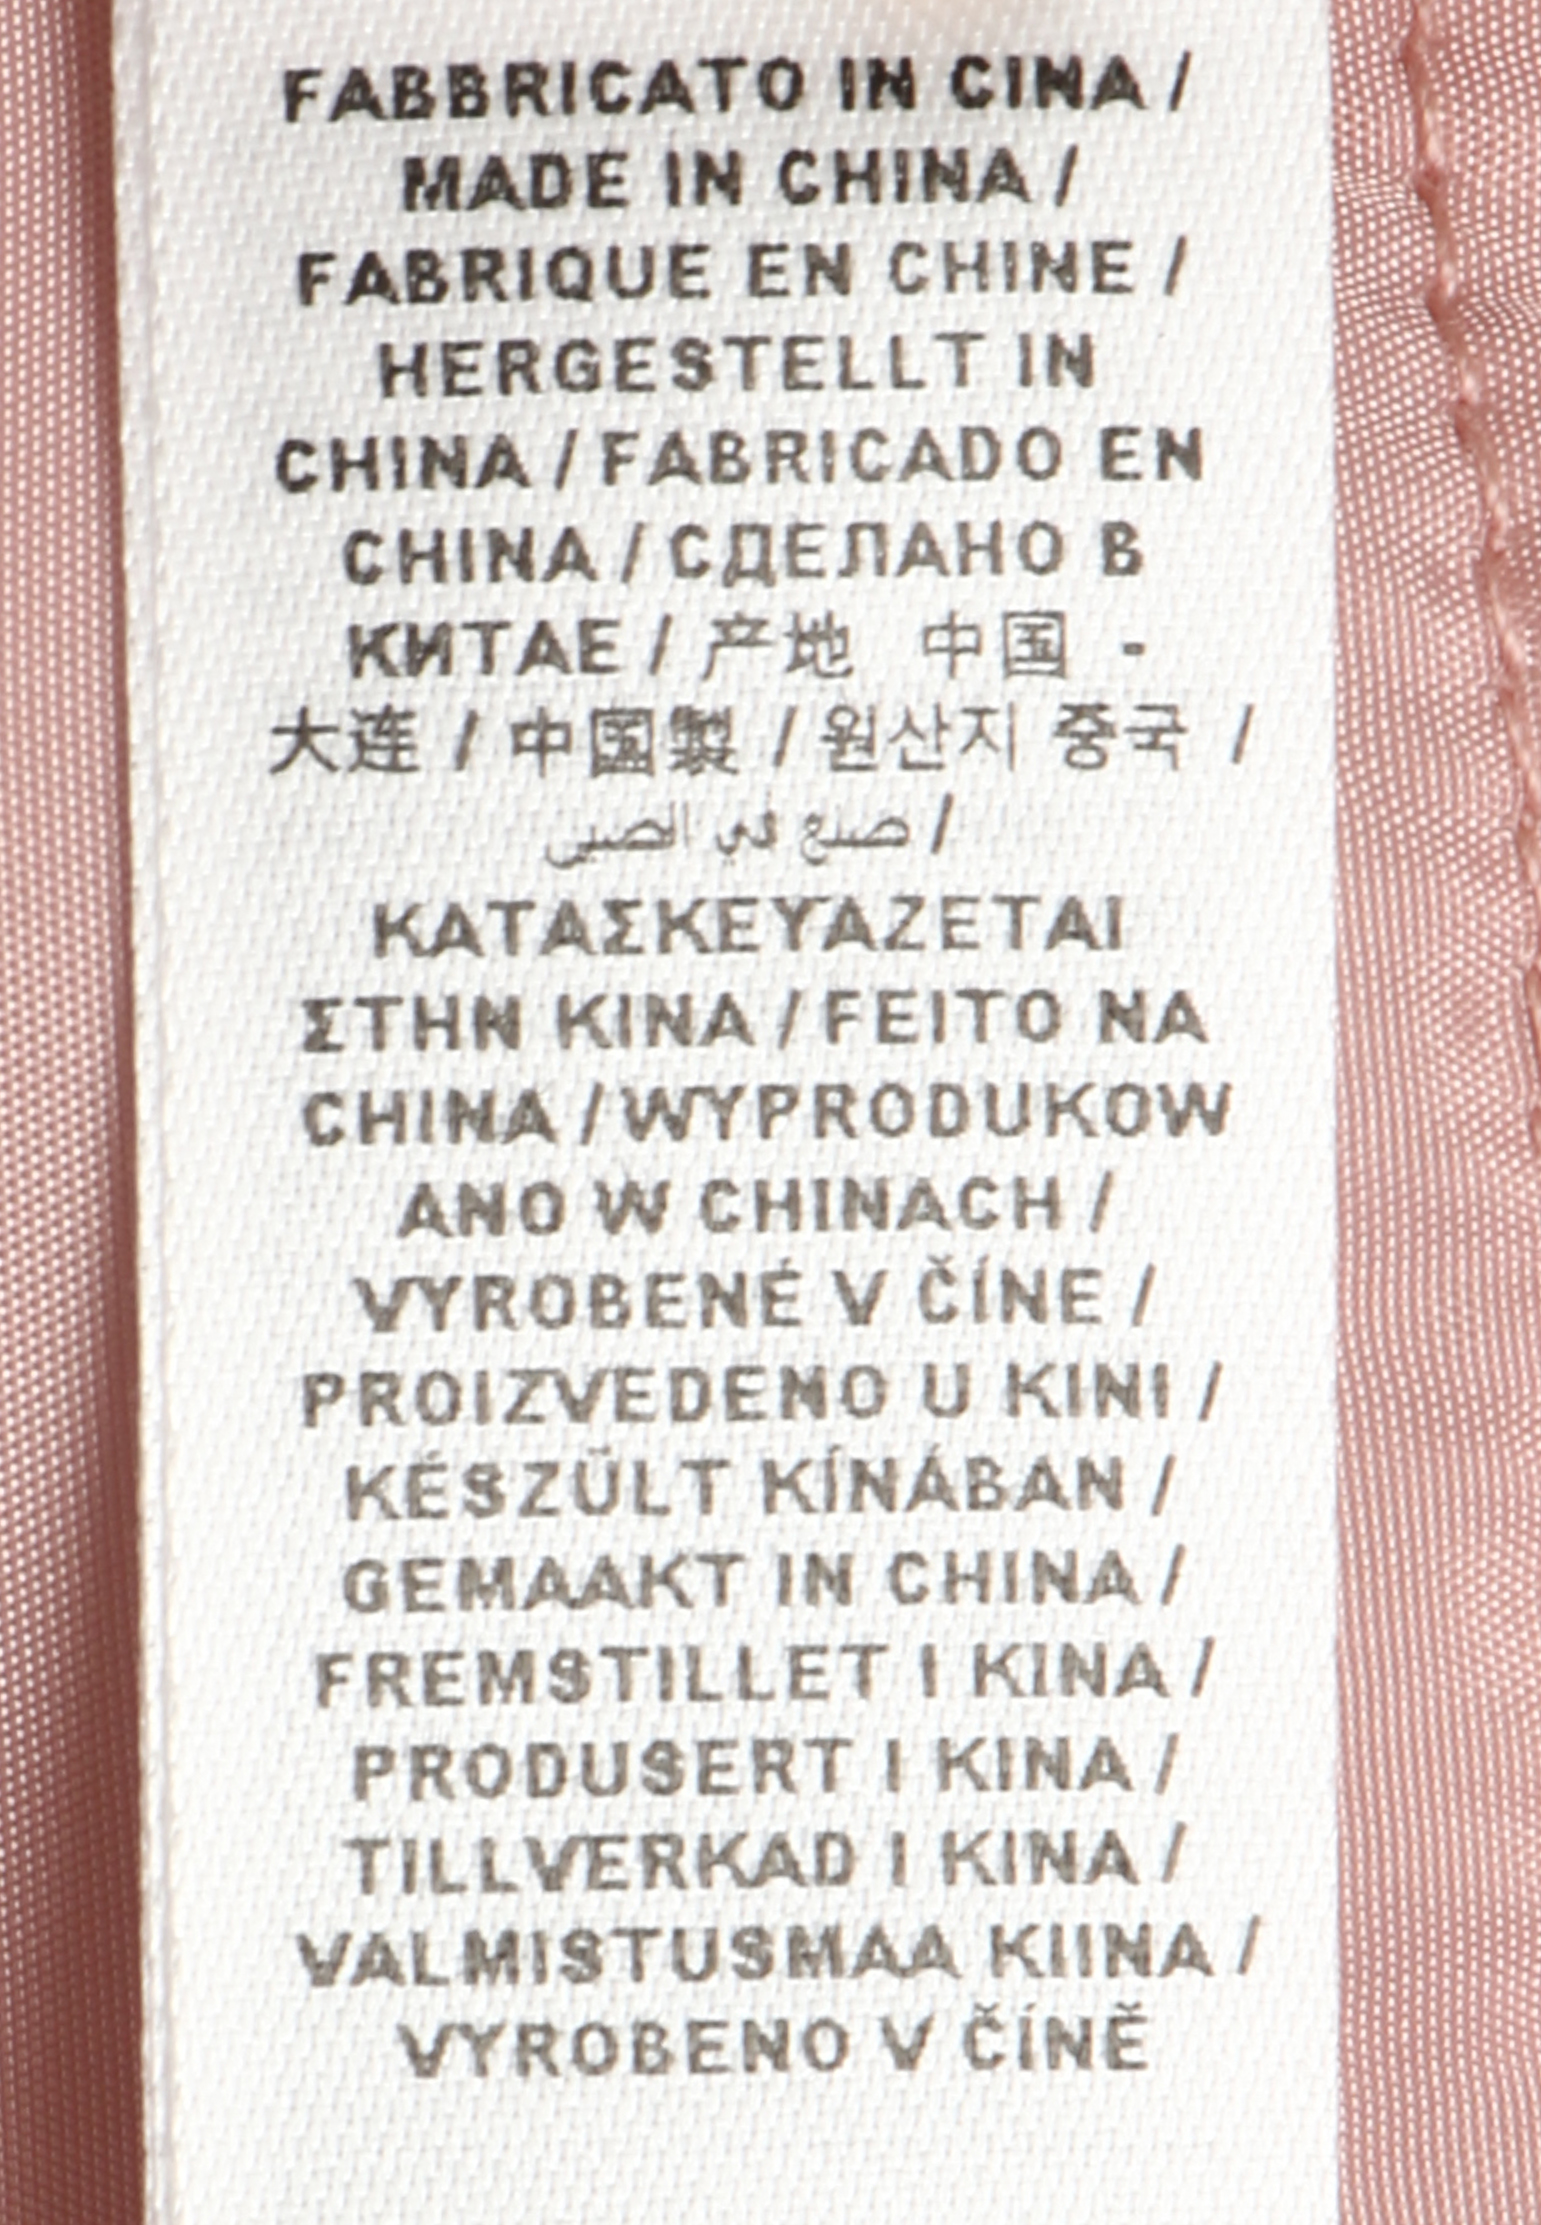 FABBRICATO IN CINA /
MADE IN CHINA /
FABRIQUE EN CHINE /
HERGESTELLT IN
CHINA / FABRICADO EN
CHINA / СДЕЛАНО В
КИТАЕ / 产地 中国 -
大连 / 中国製 / 원산지 중국 /
صنع في الصين /
ΚΑΤΑΣΚΕΥΑΖΕΤΑΙ
ΣΤΗΝ ΚΙΝΑ / FEITO NA
CHINA / WYPRODUKOW
ANO W CHINACH /
VYROBENÉ V ČÍNE /
PROIZVEDENO U KINI /
KÉSZÜLT KÍNÁBAN /
GEMAAKT IN CHINA /
FREMSTILLET I KINA /
PRODUSERT I KINA /
TILLVERKAD I KINA /
VALMISTUSMAA KIINA /
VYROBENO V ČÍNĚ